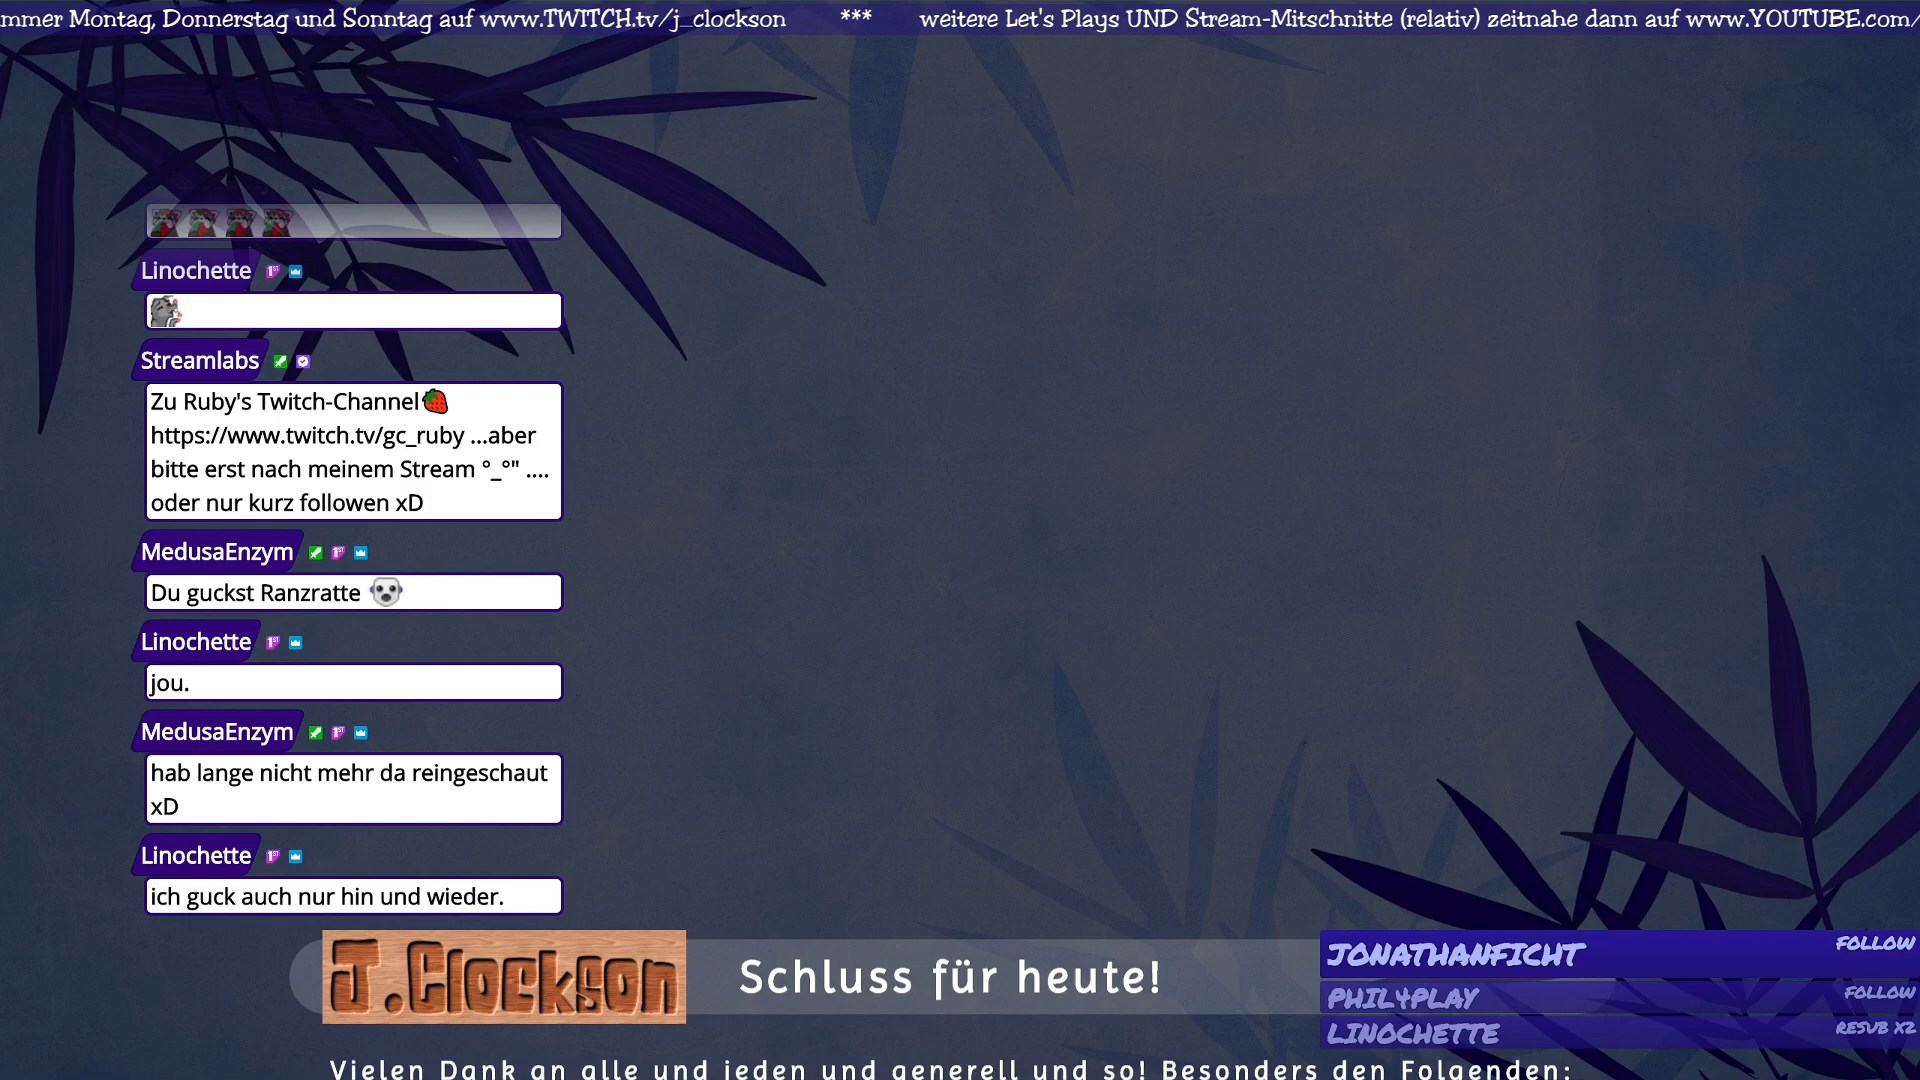 mmer Montag, Donnerstag und Sonntag auf www.TWITCH.tv/j_clockson *** weitere Let's Plays UND Stream-Mitschnitte (relativ) zeitnahe dann auf www.YOUTUBE.com/
Linochette
Streamlabs
Zu Ruby's Twitch-Channel🍓
https://www.twitch.tv/gc_ruby ...aber
bitte erst nach meinem Stream °_°" ....
oder nur kurz followen xD
MedusaEnzym
Du guckst Ranzratte
Linochette
jou.
MedusaEnzym
hab lange nicht mehr da reingeschaut
xD
Linochette
ich guck auch nur hin und wieder.
J.Clockson
Schluss für heute!
JONATHANFICHT FOLLOW
PHIL4PLAY FOLLOW
LINOCHETTE RESUB X2
Vielen Dank an alle und jeden und generell und so! Besonders den Folgenden: